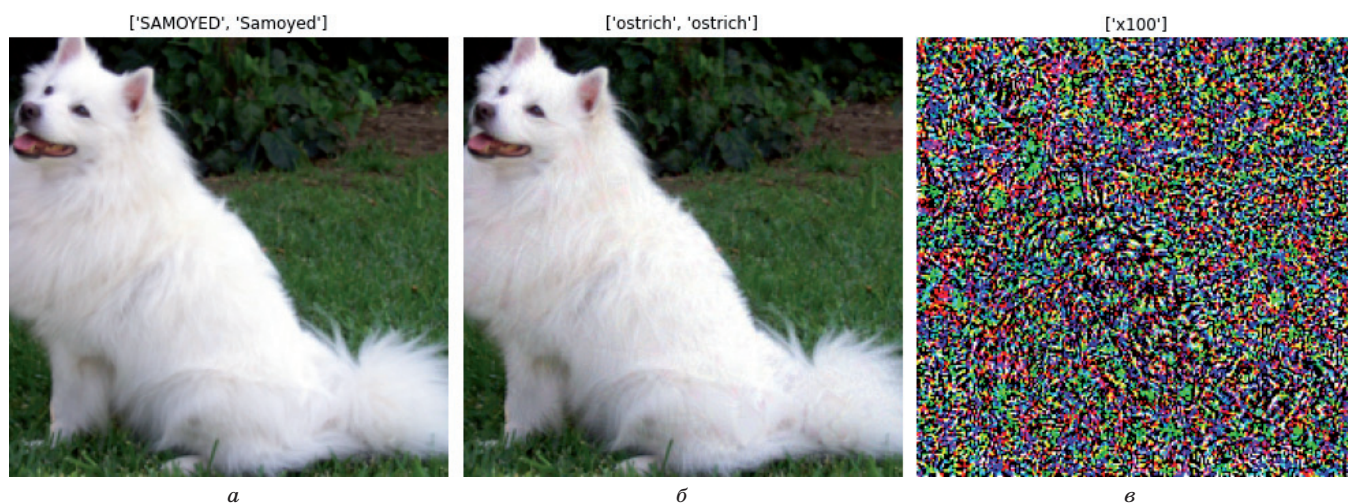 ['SAMOYED', 'Samoyed']
['ostrich', 'ostrich']
['x100']
а
б
в